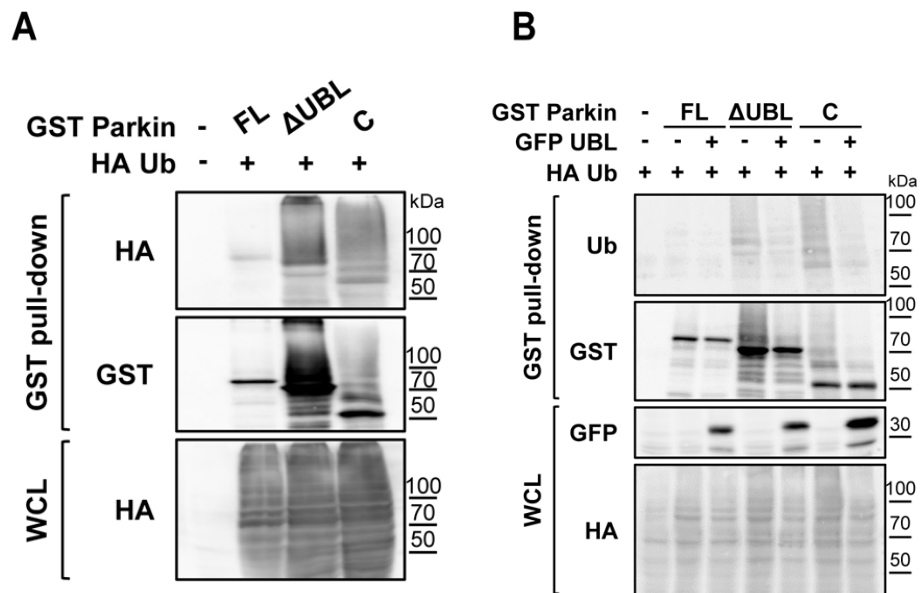 A
GST Parkin - FL ΔUBL C
HA Ub - + + +
kDa
GST pull-down
HA
100
70
50
GST
100
70
50
WCL
HA
100
70
50
B
GST Parkin - FL ΔUBL C
GFP UBL - + - + - +
HA Ub + + + + + + +
kDa
GST pull-down
Ub
100
70
50
GST
100
70
50
WCL
GFP
30
HA
100
70
50